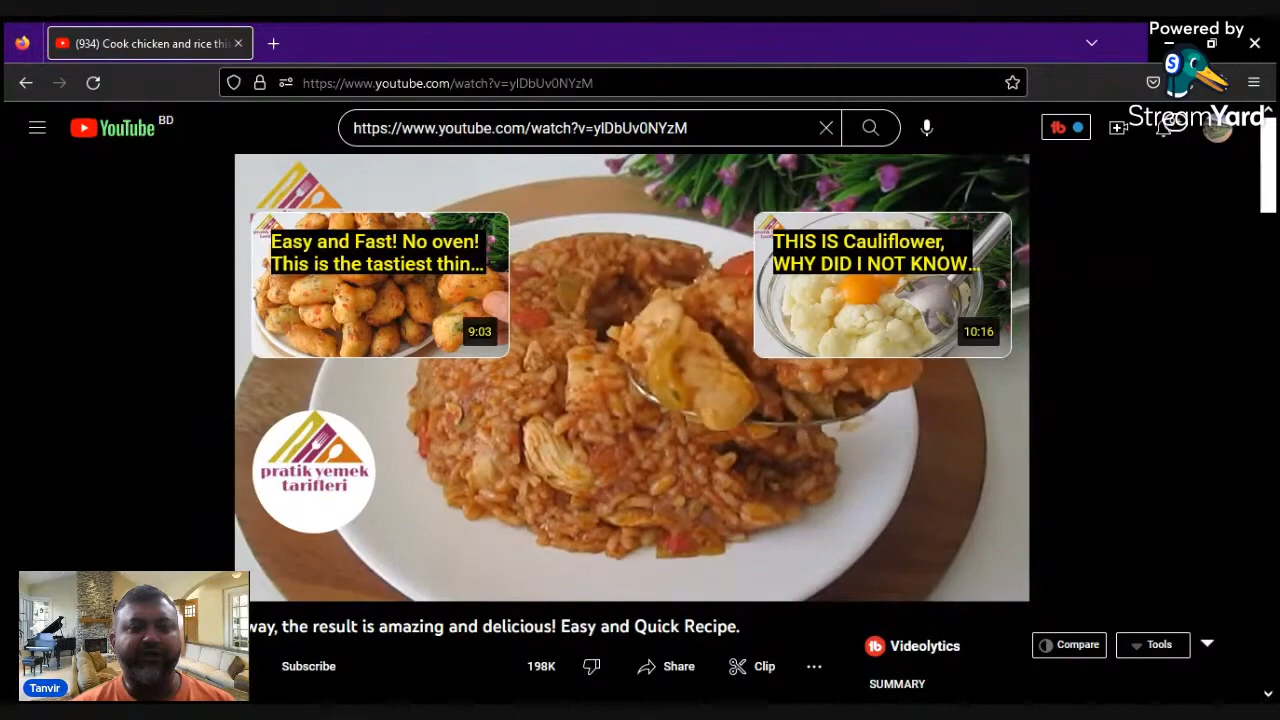 Powered by
StreamYard
(934) Cook chicken and rice this
https://www.youtube.com/watch?v=ylDbUv0NYzM
YouTube BD
https://www.youtube.com/watch?v=ylDbUv0NYzM
Easy and Fast! No oven!
This is the tastiest thin...
9:03
THIS IS Cauliflower,
WHY DID I NOT KNOW...
10:16
pratik yemek
tarifleri
way, the result is amazing and delicious! Easy and Quick Recipe.
Subscribe
198K
Share
Clip
Videolytics
Compare
Tools
SUMMARY
Tanvir